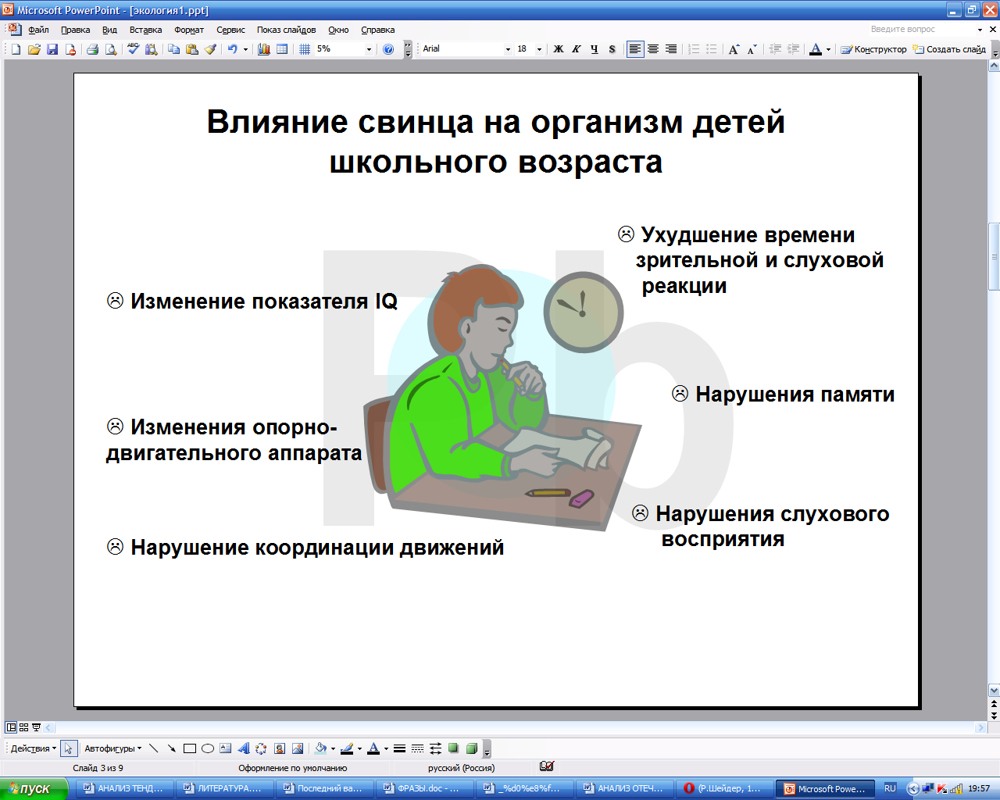 Microsoft PowerPoint - [экология1.ppt]
Файл Правка Вид Вставка Формат Сервис Показ слайдов Окно Справка Введите вопрос
5% Arial 18 Ж К Ч S Конструктор Создать слайд
Влияние свинца на организм детей
школьного возраста
Ухудшение времени
зрительной и слуховой
реакции
Изменение показателя IQ
Pb
Нарушения памяти
Изменения опорно-
двигательного аппарата
Нарушения слухового
восприятия
Нарушение координации движений
Действия Автофигуры
Слайд 3 из 9 Оформление по умолчанию русский (Россия)
пуск АНАЛИЗ ТЕНД... ЛИТЕРАТУРА.... Последний ва... ФРАЗЫ.doc - ... _%d0%e8%f... АНАЛИЗ ОТЕЧ... (Р.Шейдер, 1... Microsoft Powe... RU 19:57